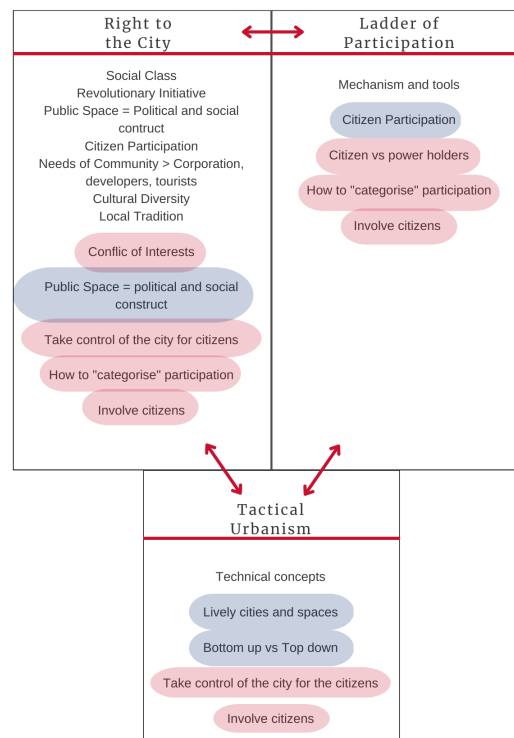 Right to
the City
Social Class
Revolutionary Initiative
Public Space = Political and social
contruct
Citizen Participation
Needs of Community > Corporation,
developers, tourists
Cultural Diversity
Local Tradition
Conflic of Interests
Public Space = political and social
construct
Take control of the city for citizens
How to "categorise" participation
Involve citizens
Ladder of
Participation
Mechanism and tools
Citizen Participation
Citizen vs power holders
How to "categorise" participation
Involve citizens
Tactical
Urbanism
Technical concepts
Lively cities and spaces
Bottom up vs Top down
Take control of the city for the citizens
Involve citizens